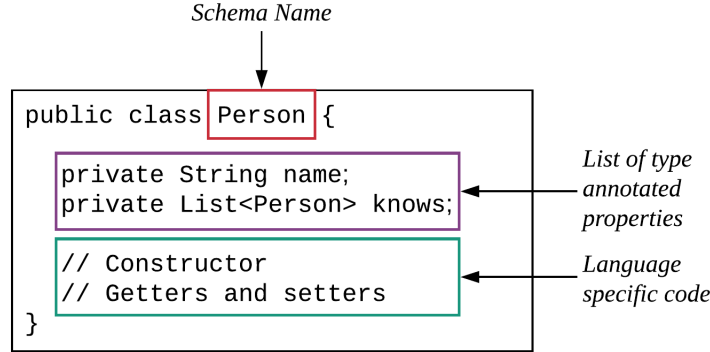 Schema Name
public class Person {
private String name;
private List<Person> knows;
List of type
annotated
properties
// Constructor
// Getters and setters
Language
specific code
}